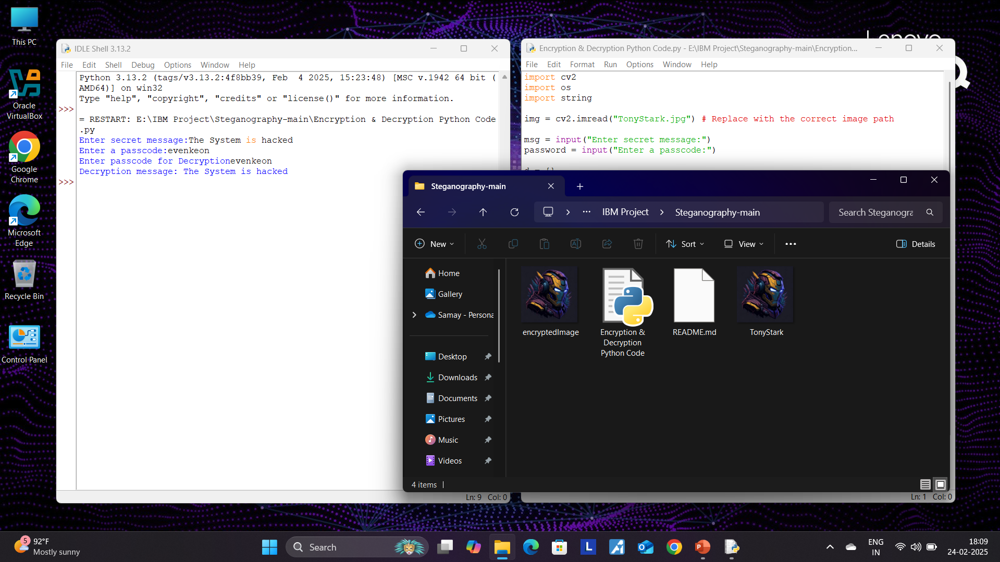 This PC
Oracle
VirtualBox
Google
Chrome
Microsoft
Edge
Recycle Bin
Control Panel
IDLE Shell 3.13.2
File Edit Shell Debug Options Window Help
Python 3.13.2 (tags/v3.13.2:4f8bb39, Feb  4 2025, 15:23:48) [MSC v.1942 64 bit (
AMD64)] on win32
Type "help", "copyright", "credits" or "license()" for more information.
>>>
= RESTART: E:\IBM Project\Steganography-main\Encryption & Decryption Python Code
.py
Enter secret message:The System is hacked
Enter a passcode:evenkeon
Enter passcode for Decryptionevenkeon
Decryption message: The System is hacked
>>>
Ln: 9 Col: 0
Encryption & Decryption Python Code.py - E:\IBM Project\Steganography-main\Encryption...
File Edit Format Run Options Window Help
import cv2
import os
import string
img = cv2.imread("TonyStark.jpg") # Replace with the correct image path
msg = input("Enter secret message:")
password = input("Enter a passcode:")
Ln: 1 Col: 0
Steganography-main
IBM Project > Steganography-main
Search Steganogra
New
Sort
View
Details
Home
Gallery
Samay - Persona
Desktop
Downloads
Documents
Pictures
Music
Videos
encryptedImage
Encryption &
Decryption
Python Code
README.md
TonyStark
4 items
5
92°F
Mostly sunny
Search
ENG
IN
18:09
24-02-2025